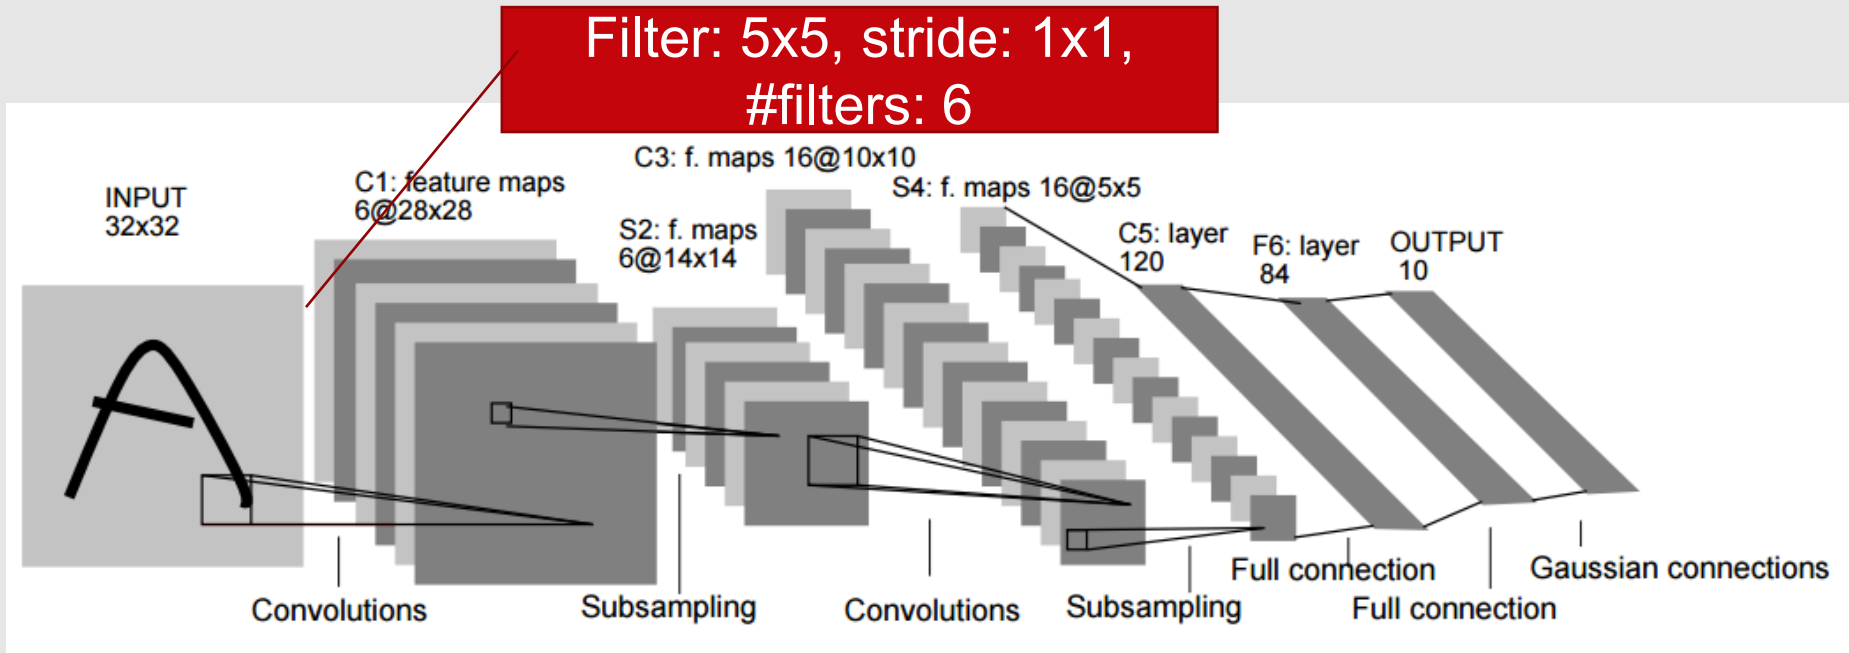 Filter: 5x5, stride: 1x1,
#filters: 6
INPUT
32x32
C1: feature maps
6@28x28
S2: f. maps
6@14x14
C3: f. maps 16@10x10
S4: f. maps 16@5x5
C5: layer
120
F6: layer
84
OUTPUT
10
Convolutions
Subsampling
Convolutions
Subsampling
Full connection
Full connection
Gaussian connections